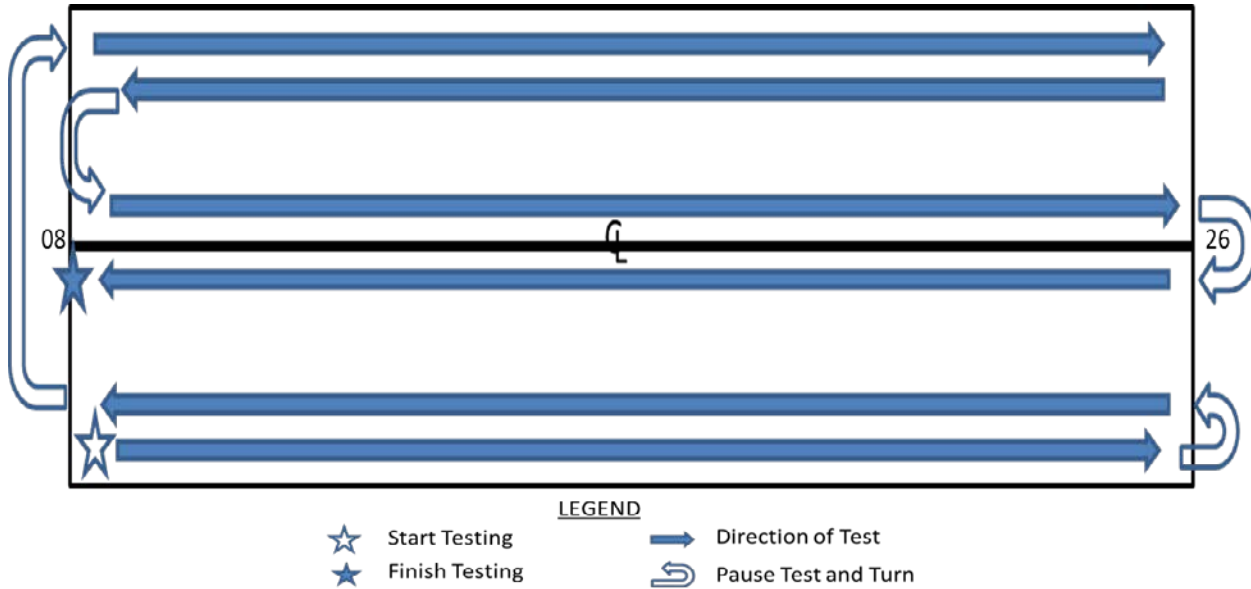 08
℄
26
LEGEND
Start Testing
Direction of Test
Finish Testing
Pause Test and Turn